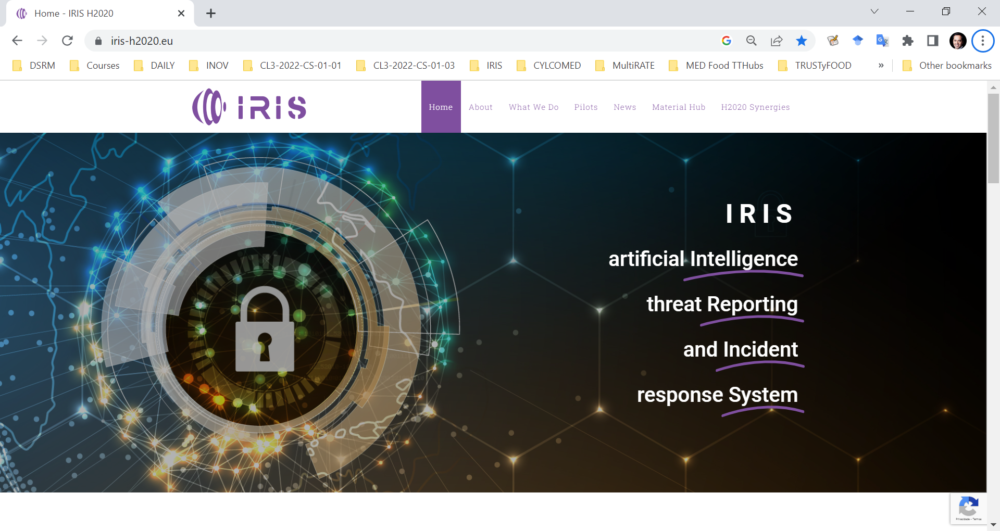 Home - IRIS H2020
iris-h2020.eu
DSRM Courses DAILY INOV CL3-2022-CS-01-01 CL3-2022-CS-01-03 IRIS CYLCOMED MultiRATE MED Food TTHubs TRUSTyFOOD » Other bookmarks
IRIS
Home About What We Do Pilots News Material Hub H2020 Synergies
IRIS
artificial Intelligence
threat Reporting
and Incident
response System
Privacidade - Termos